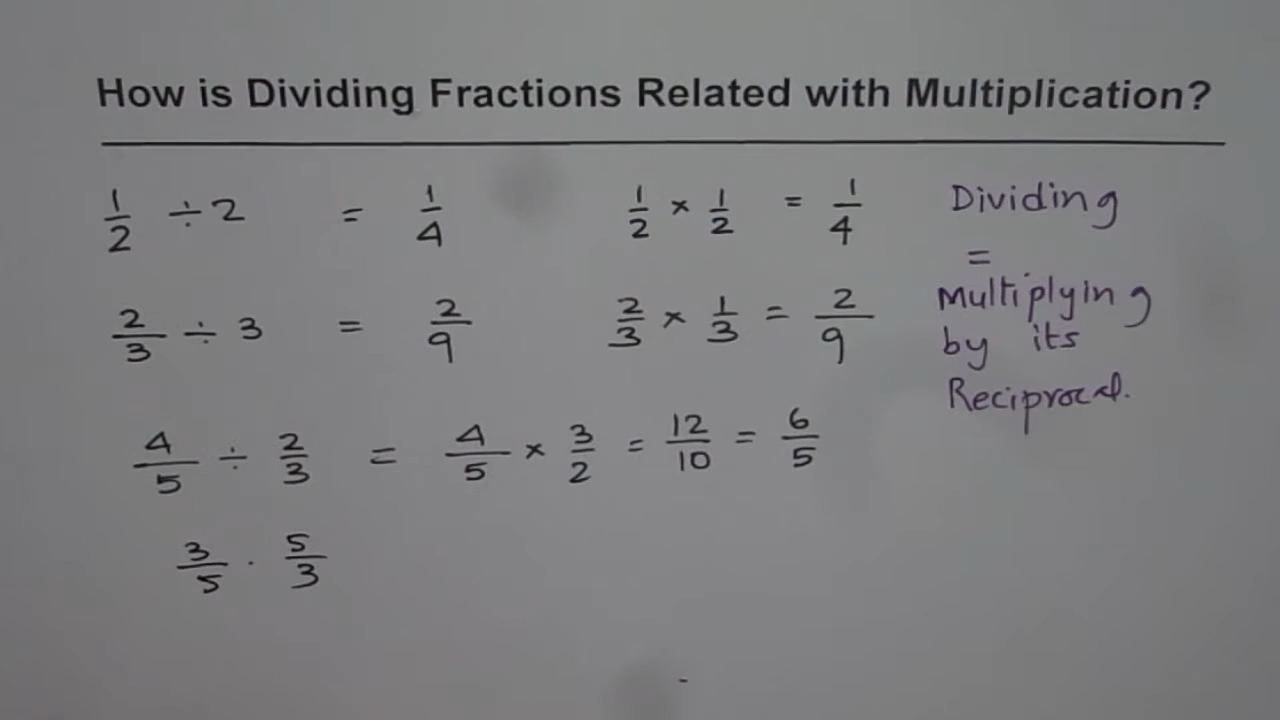 How is Dividing Fractions Related with Multiplication?
1/2 ÷ 2 = 1/4 1/2 × 1/2 = 1/4
2/3 ÷ 3 = 2/9 2/3 × 1/3 = 2/9
Dividing
=
Multiplying
by its
Reciprocal.
4/5 ÷ 2/3 = 4/5 × 3/2 = 12/10 = 6/5
3/5 · 5/3